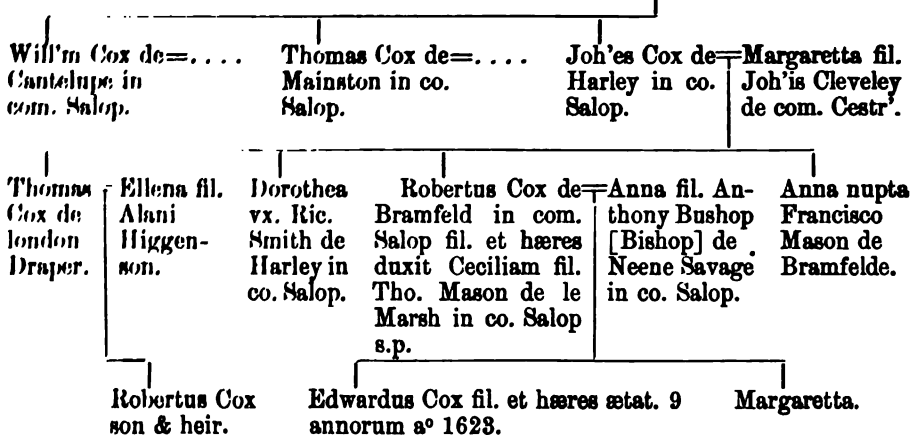 Will'm Cox de=....
Cantelupe in
com. Salop.
Thomas Cox de=....
Mainston in co.
Salop.
Joh'es Cox de
Harley in co.
Salop.
Margaretta fil.
Joh'is Cleveley
de com. Cestr'.
Thomas
Cox de
london
Draper.
Ellena fil.
Alani
Higgen-
son.
Dorothea
vx. Ric.
Smith de
Harley in
co. Salop.
Robertus Cox de
Bramfeld in com.
Salop fil. et hæres
duxit Ceciliam fil.
Tho. Mason de le
Marsh in co. Salop
s.p.
Anna fil. An-
thony Bushop
[Bishop] de
Neene Savage
in co. Salop.
Anna nupta
Francisco
Mason de
Bramfelde.
Robertus Cox
son & heir.
Edwardus Cox fil. et hæres ætat. 9
annorum aº 1623.
Margaretta.